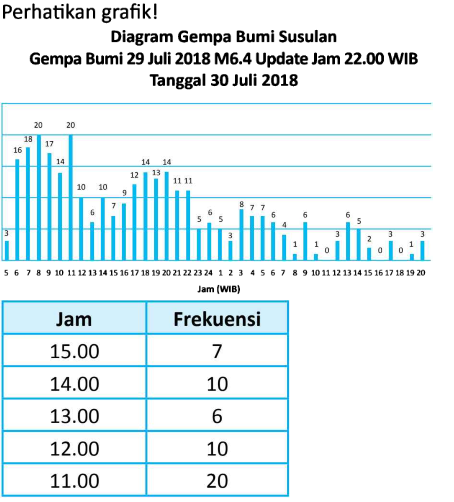 Perhatikan grafik!
Diagram Gempa Bumi Susulan
Gempa Bumi 29 Juli 2018 M6.4 Update Jam 22.00 WIB
Tanggal 30 Juli 2018
3 16 18 20 17 14 20 10 6 10 7 9 12 14 13 14 11 11 5 6 5 3 8 7 7 6 4 1 6 1 0 3 6 5 2 0 3 0 1 3
5 6 7 8 9 10 11 12 13 14 15 16 17 18 19 20 21 22 23 24 1 2 3 4 5 6 7 8 9 10 11 12 13 14 15 16 17 18 19 20
Jam (WIB)
Jam Frekuensi
15.00 7
14.00 10
13.00 6
12.00 10
11.00 20